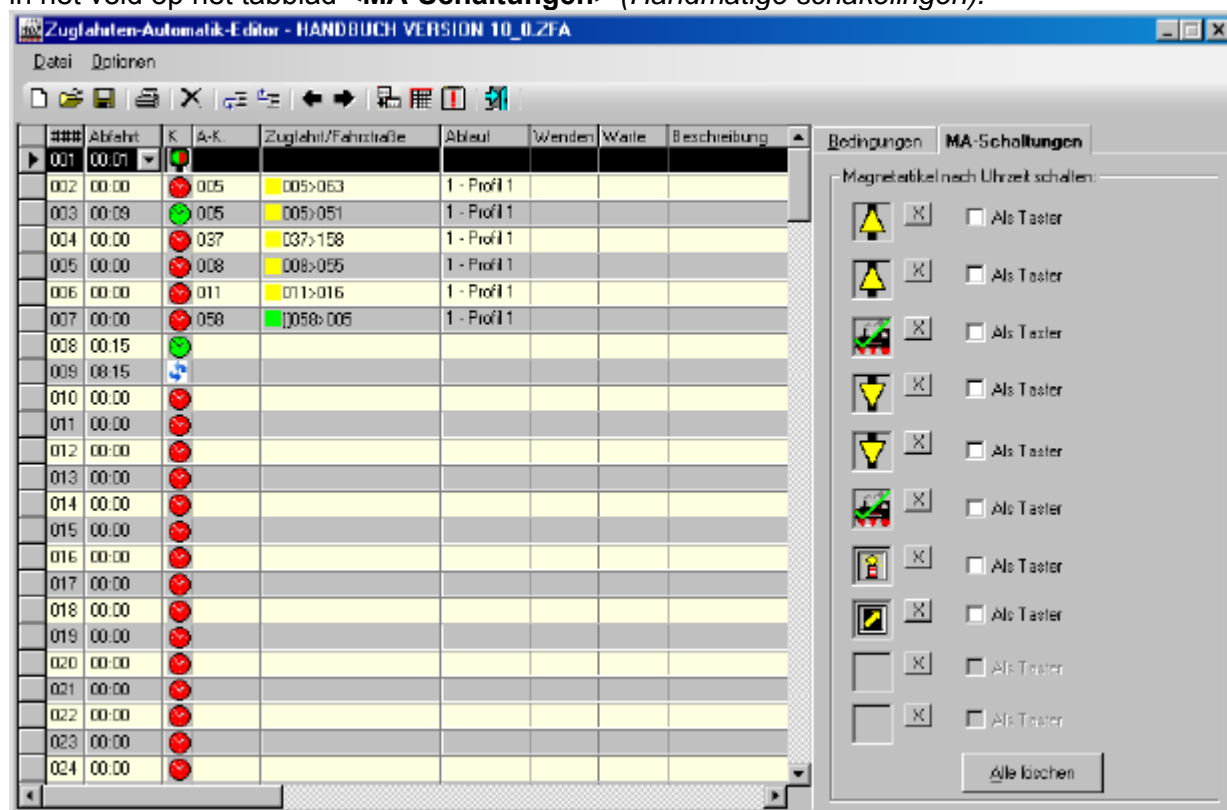 in het veld op het tabblad <MA-Schaltungen> (Handmatige schakelingen).
Zugfahrten-Automatik-Editor - HANDBUCH VERSION 10_0.ZFA
Datei Optionen
### Abfahrt K A-K. Zugfahrt/Fahrstraße Ablauf Wenden Warte Beschreibung
001 00:01
002 00:00 005 005>063 1 - Profil 1
003 00:09 005 005>051 1 - Profil 1
004 00:00 037 037>158 1 - Profil 1
005 00:00 008 008>055 1 - Profil 1
006 00:00 011 011>016 1 - Profil 1
007 00:00 058 []058>005 1 - Profil 1
008 00:15
009 08:15
010 00:00
011 00:00
012 00:00
013 00:00
014 00:00
015 00:00
016 00:00
017 00:00
018 00:00
019 00:00
020 00:00
021 00:00
022 00:00
023 00:00
024 00:00
Bedingungen MA-Schaltungen
Magnetartikel nach Uhrzeit schalten:
X Als Taster
X Als Taster
X Als Taster
X Als Taster
X Als Taster
X Als Taster
X Als Taster
X Als Taster
X Als Taster
X Als Taster
Alle löschen